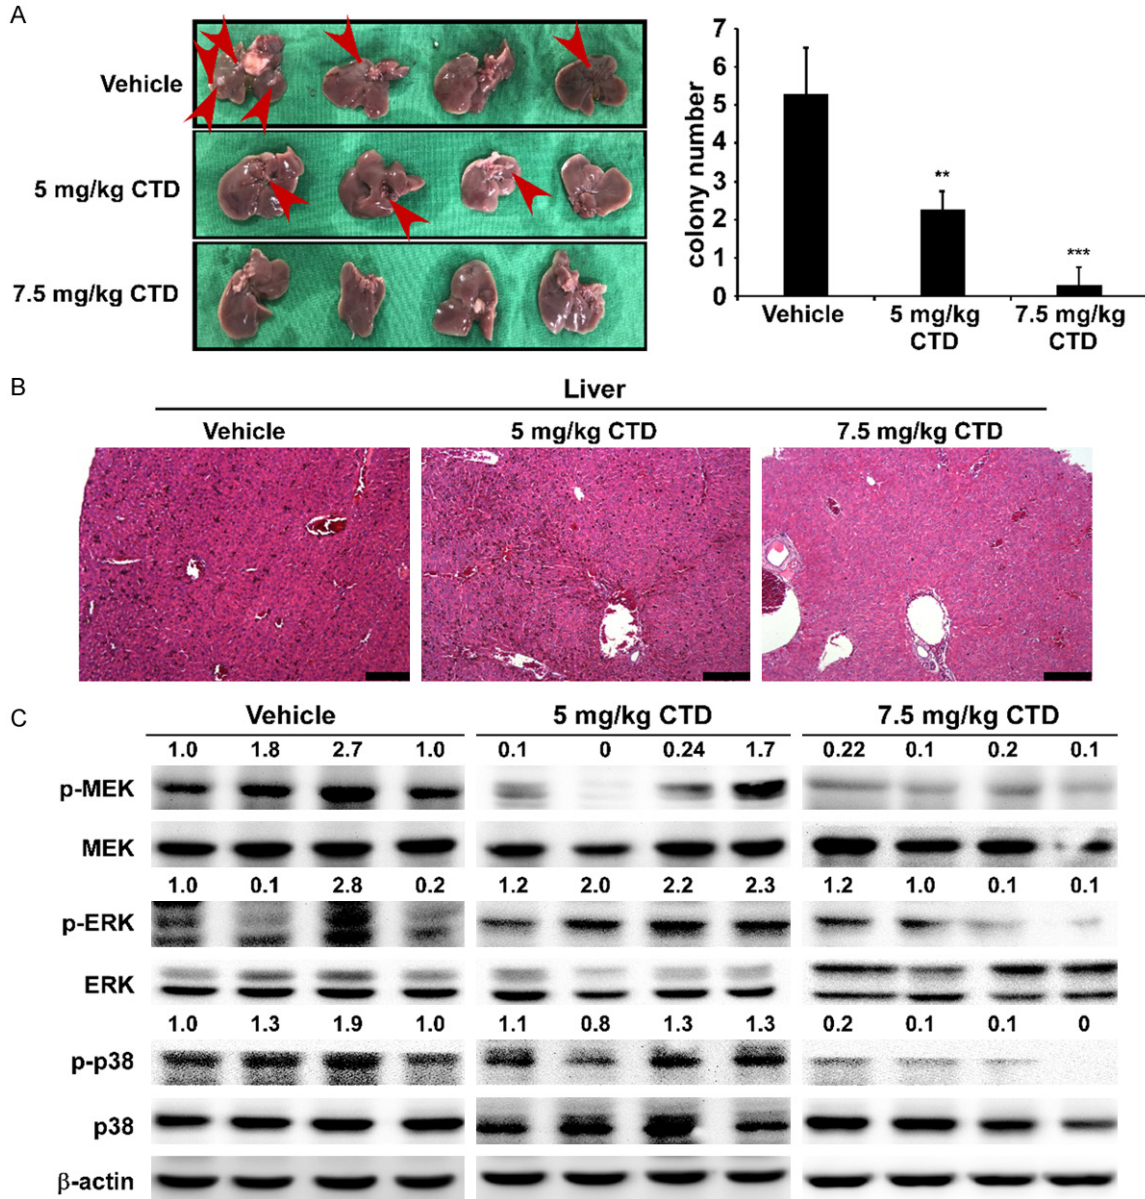 A
Vehicle
5 mg/kg CTD
7.5 mg/kg CTD
colony number
7
6
5
4
3
2
1
0
**
***
Vehicle
5 mg/kg
CTD
7.5 mg/kg
CTD
B
Liver
Vehicle
5 mg/kg CTD
7.5 mg/kg CTD
C
Vehicle
5 mg/kg CTD
7.5 mg/kg CTD
1.0 1.8 2.7 1.0 0.1 0 0.24 1.7 0.22 0.1 0.2 0.1
p-MEK
MEK
1.0 0.1 2.8 0.2 1.2 2.0 2.2 2.3 1.2 1.0 0.1 0.1
p-ERK
ERK
1.0 1.3 1.9 1.0 1.1 0.8 1.3 1.3 0.2 0.1 0.1 0
p-p38
p38
β-actin